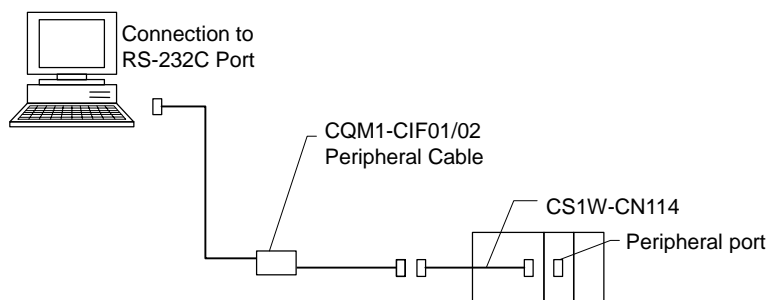 Connection to
RS-232C Port
CQM1-CIF01/02
Peripheral Cable
CS1W-CN114
Peripheral port